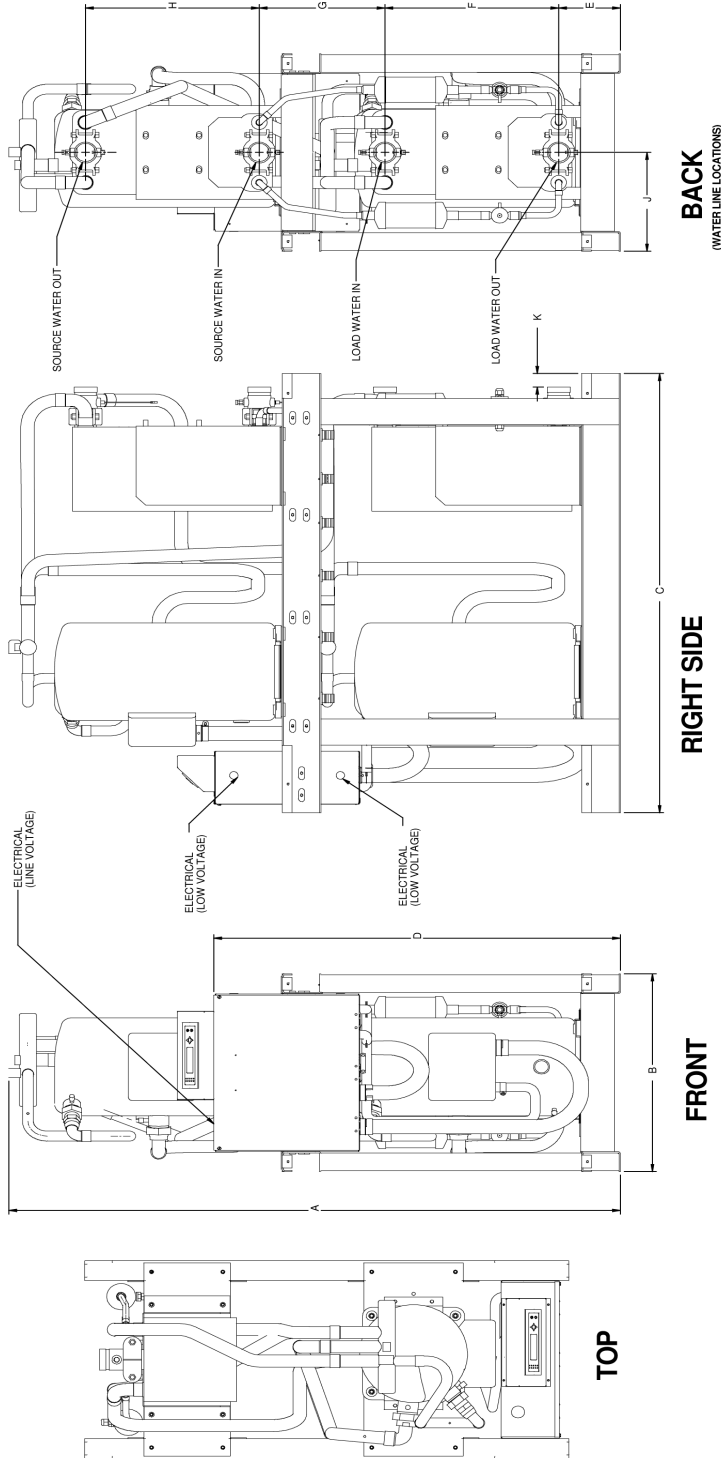 TOP
FRONT
A
B
D
ELECTRICAL
(LINE VOLTAGE)
RIGHT SIDE
ELECTRICAL
(LOW VOLTAGE)
ELECTRICAL
(LOW VOLTAGE)
C
K
BACK
(WATER LINE LOCATIONS)
SOURCE WATER OUT
SOURCE WATER IN
LOAD WATER IN
LOAD WATER OUT
H
G
F
E
J